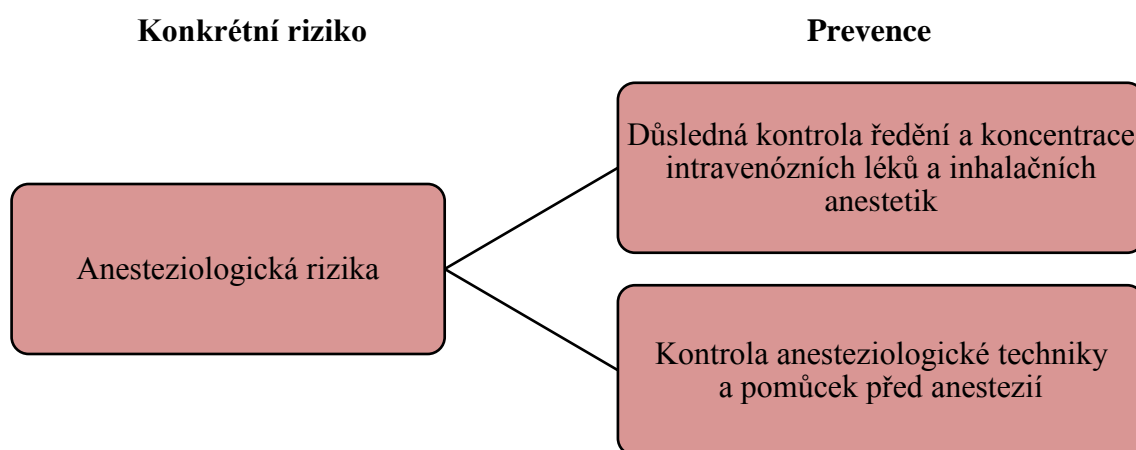 Konkrétní riziko
Prevence
Anesteziologická rizika
Důsledná kontrola ředění a koncentrace
intravenózních léků a inhalačních
anestetik
Kontrola anesteziologické techniky
a pomůcek před anestezií